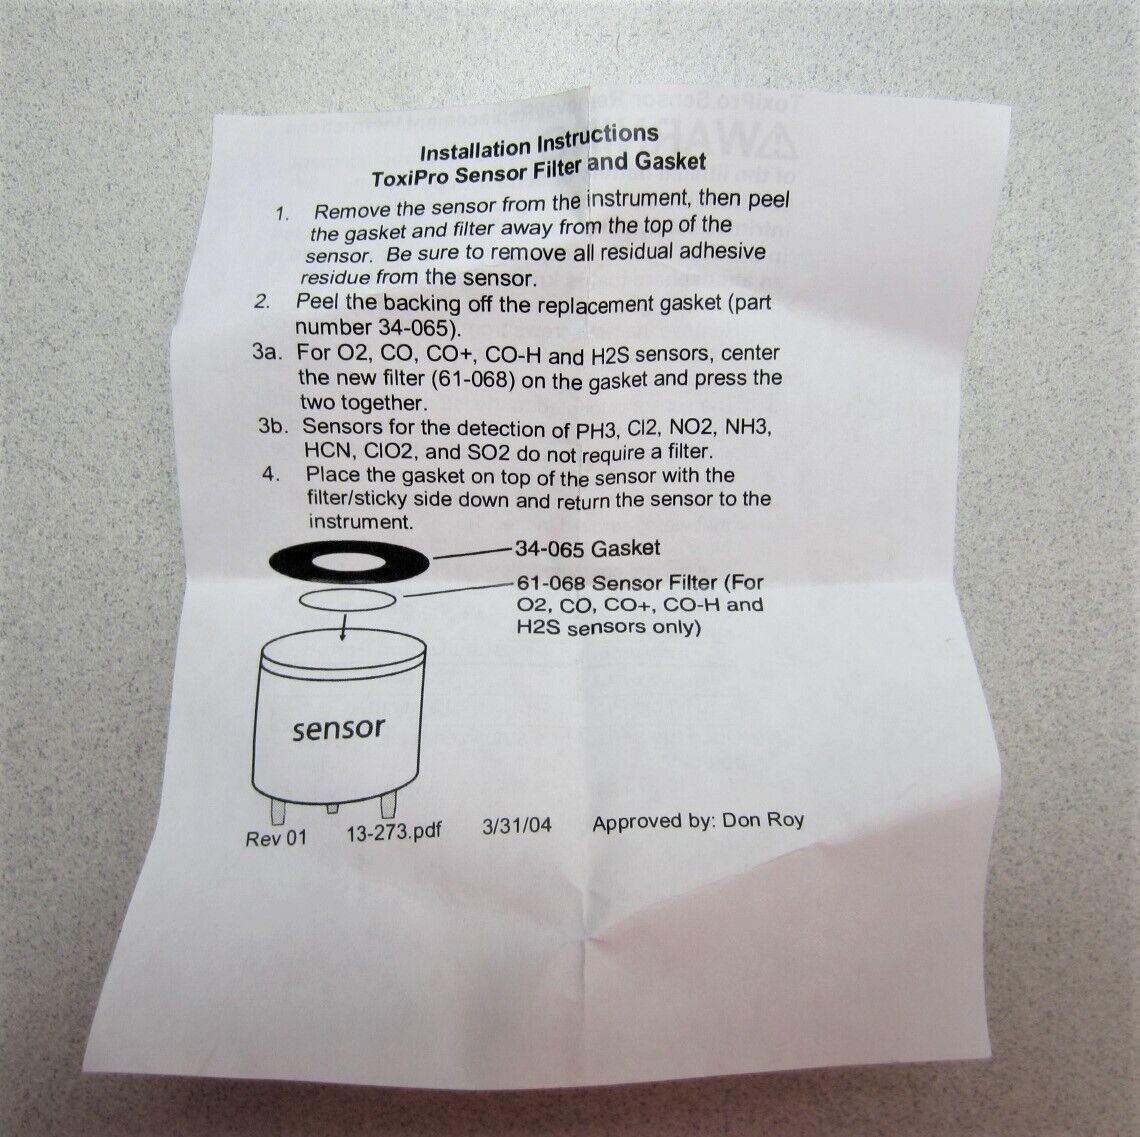 Installation Instructions
ToxiPro Sensor Filter and Gasket
1. Remove the sensor from the instrument, then peel
the gasket and filter away from the top of the
sensor. Be sure to remove all residual adhesive
residue from the sensor.
2. Peel the backing off the replacement gasket (part
number 34-065).
3a. For O2, CO, CO+, CO-H and H2S sensors, center
the new filter (61-068) on the gasket and press the
two together.
3b. Sensors for the detection of PH3, Cl2, NO2, NH3,
HCN, ClO2, and SO2 do not require a filter.
4. Place the gasket on top of the sensor with the
filter/sticky side down and return the sensor to the
instrument.
34-065 Gasket
61-068 Sensor Filter (For
O2, CO, CO+, CO-H and
H2S sensors only)
sensor
Rev 01 13-273.pdf 3/31/04 Approved by: Don Roy